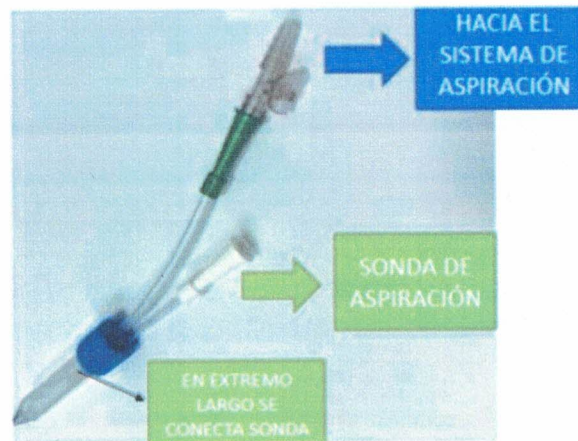 HACIA EL
SISTEMA DE
ASPIRACIÓN
SONDA DE
ASPIRACIÓN
EN EXTREMO
LARGO SE
CONECTA SONDA